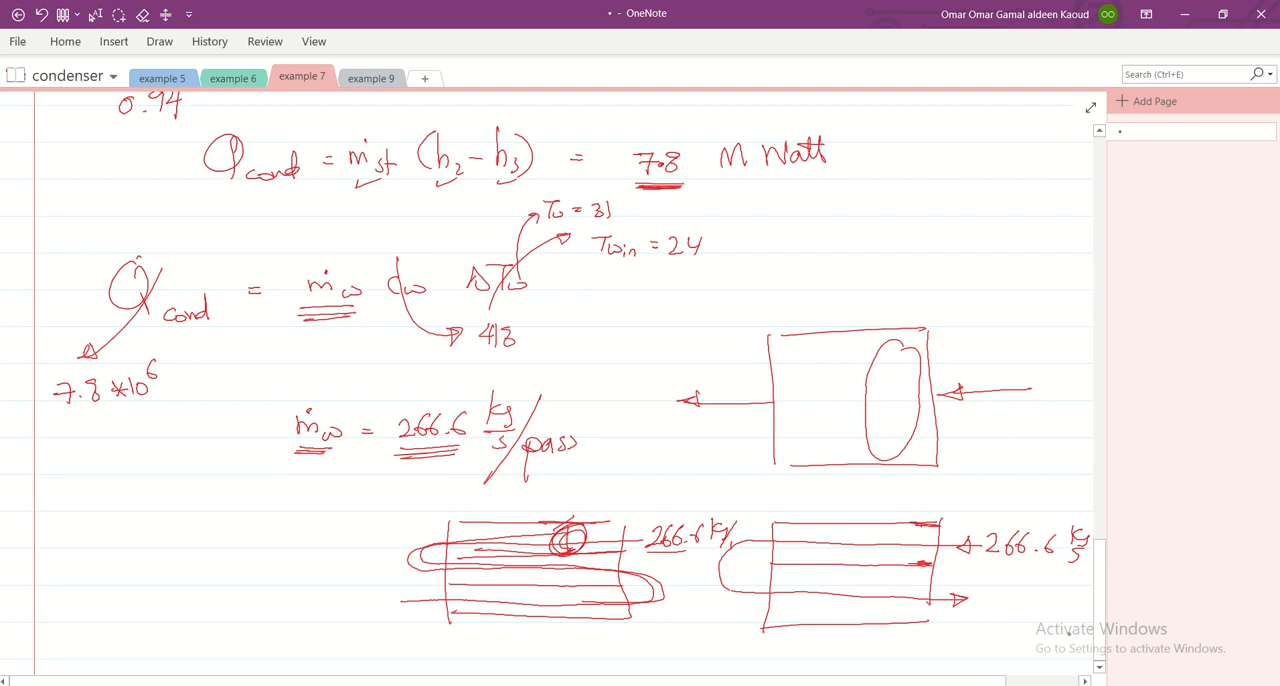 • - OneNote
Omar Omar Gamal aldeen Kaoud
OO
File Home Insert Draw History Review View
condenser
example 5 example 6 example 7 example 9 +
Search (Ctrl+E)
Add Page
0.94
Q cond = ṁst (h2 - h3) = 7.8 M Watt
Two = 31
Twin = 24
Q̇ cond = ṁw cw ΔTw
418
7.8 *10^6
ṁw = 266.6 kg/s/pass
266.6 kg/s
266.6 kg/s
Activate Windows
Go to Settings to activate Windows.